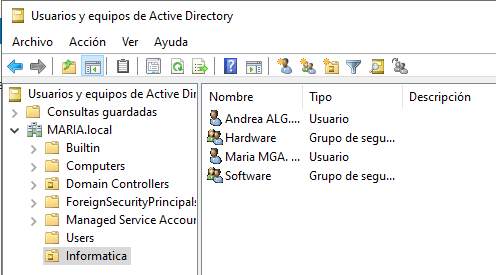 Usuarios y equipos de Active Directory
Archivo Acción Ver Ayuda
Usuarios y equipos de Active Dir
Consultas guardadas
MARIA.local
Builtin
Computers
Domain Controllers
ForeignSecurityPrincipals
Managed Service Accour
Users
Informatica
Nombre Tipo Descripción
Andrea ALG.... Usuario
Hardware Grupo de segu...
Maria MGA. ... Usuario
Software Grupo de segu...